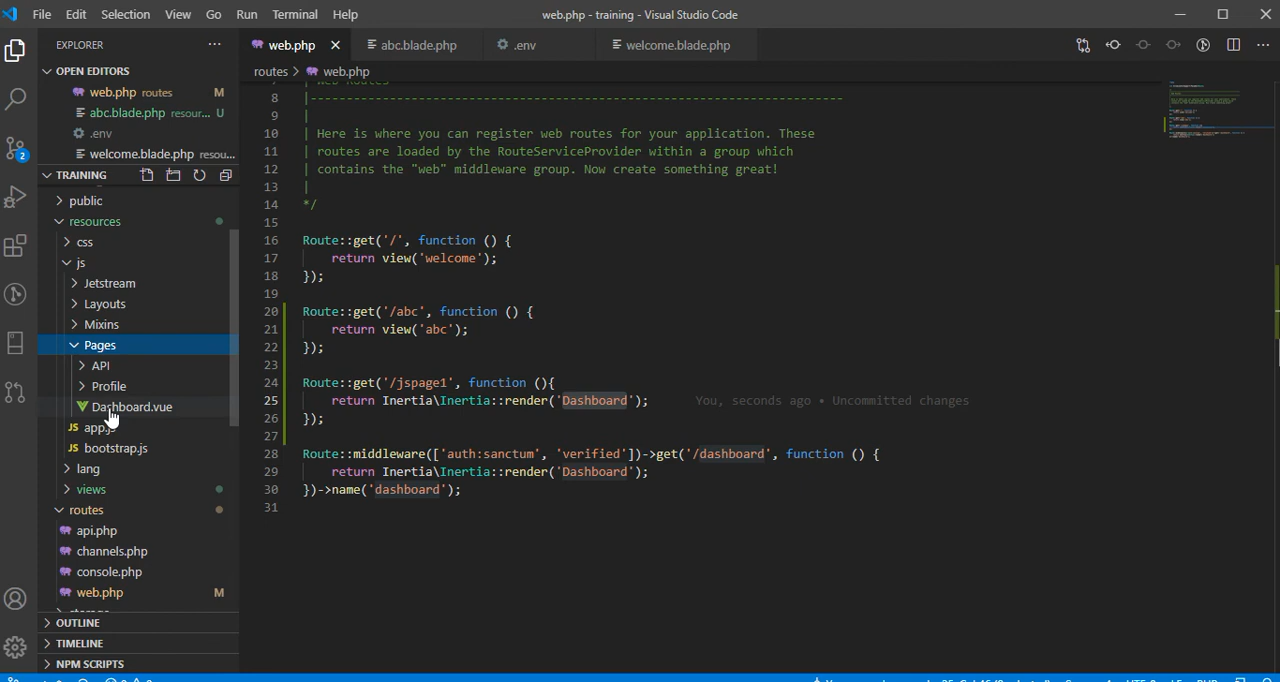 File Edit Selection View Go Run Terminal Help web.php - training - Visual Studio Code
EXPLORER ... web.php abc.blade.php .env welcome.blade.php
OPEN EDITORS
routes > web.php
web.php routes M
abc.blade.php resour... U
.env
welcome.blade.php resou...
TRAINING
public
resources
css
js
Jetstream
Layouts
Mixins
Pages
API
Profile
Dashboard.vue
JS app.js
JS bootstrap.js
lang
views
routes
api.php
channels.php
console.php
web.php M
OUTLINE
TIMELINE
NPM SCRIPTS
2
8 |--------------------------------------------------------------------------
9 |
10 | Here is where you can register web routes for your application. These
11 | routes are loaded by the RouteServiceProvider within a group which
12 | contains the "web" middleware group. Now create something great!
13 |
14 */
15
16 Route::get('/', function () {
17 return view('welcome');
18 });
19
20 Route::get('/abc', function () {
21 return view('abc');
22 });
23
24 Route::get('/jspage1', function (){
25 return Inertia\Inertia::render('Dashboard'); You, seconds ago • Uncommitted changes
26 });
27
28 Route::middleware(['auth:sanctum', 'verified'])->get('/dashboard', function () {
29 return Inertia\Inertia::render('Dashboard');
30 })->name('dashboard');
31